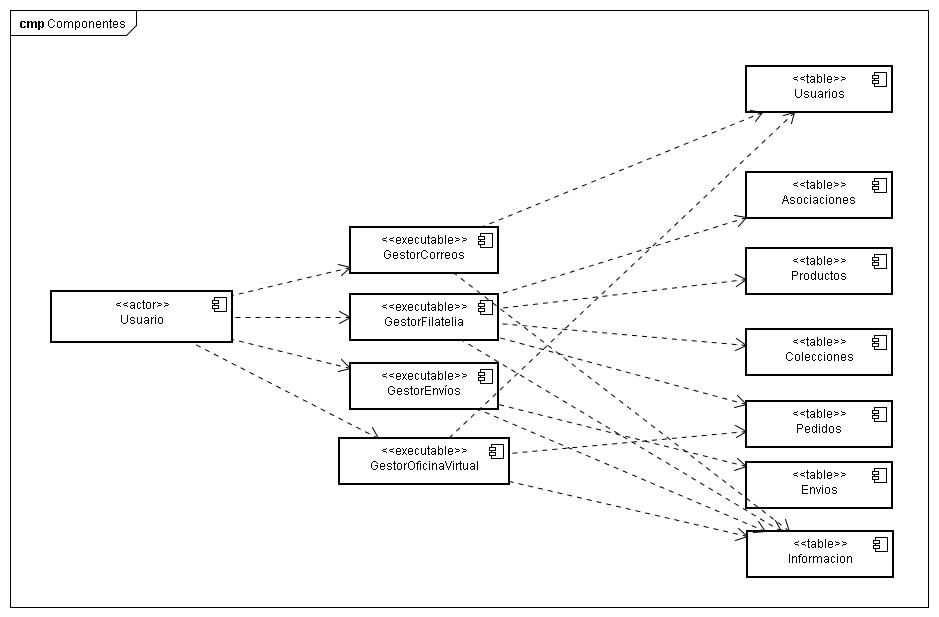 cmp Componentes
<<table>>
Usuarios
<<table>>
Asociaciones
<<executable>>
GestorCorreos
<<table>>
Productos
<<actor>>
Usuario
<<executable>>
GestorFilatelia
<<table>>
Colecciones
<<executable>>
GestorEnvíos
<<table>>
Pedidos
<<executable>>
GestorOficinaVirtual
<<table>>
Envios
<<table>>
Informacion